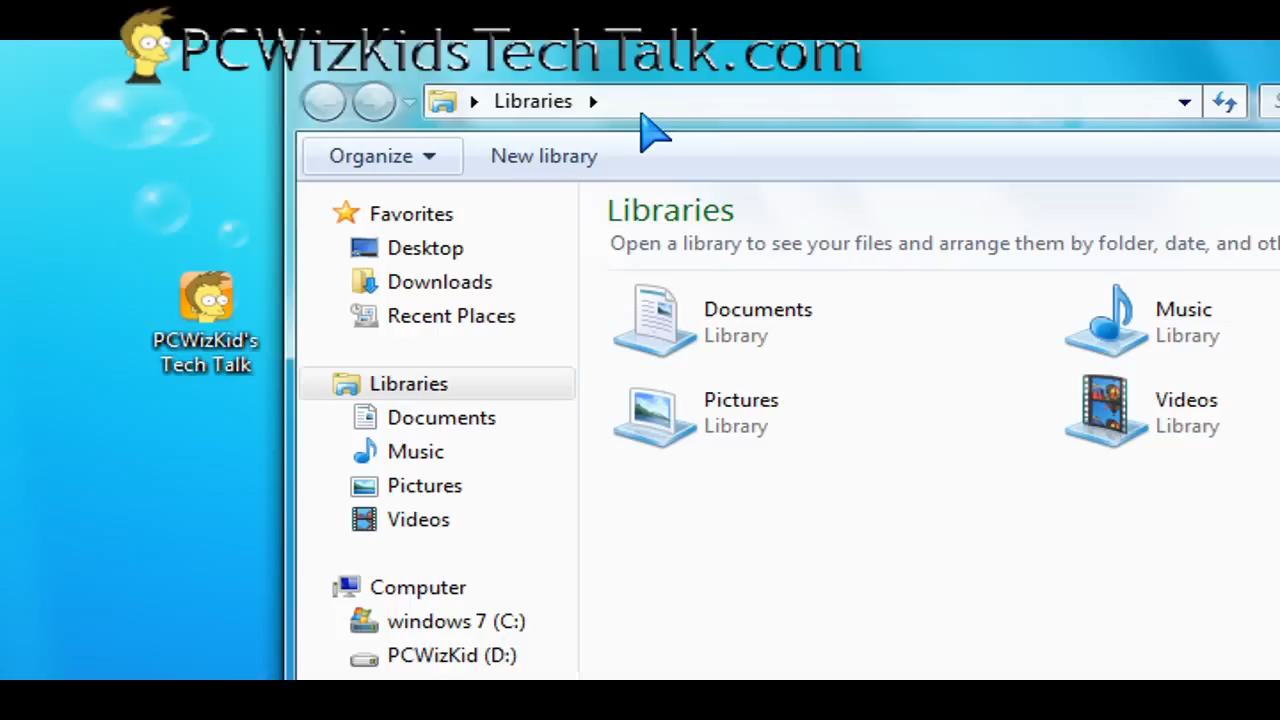 PCWizKidsTechTalk.com
Libraries
Organize
New library
Favorites
Desktop
Downloads
Recent Places
Libraries
Documents
Music
Pictures
Videos
Computer
windows 7 (C:)
PCWizKid (D:)
PCWizKid's
Tech Talk
Libraries
Open a library to see your files and arrange them by folder, date, and
Documents
Library
Music
Library
Pictures
Library
Videos
Library